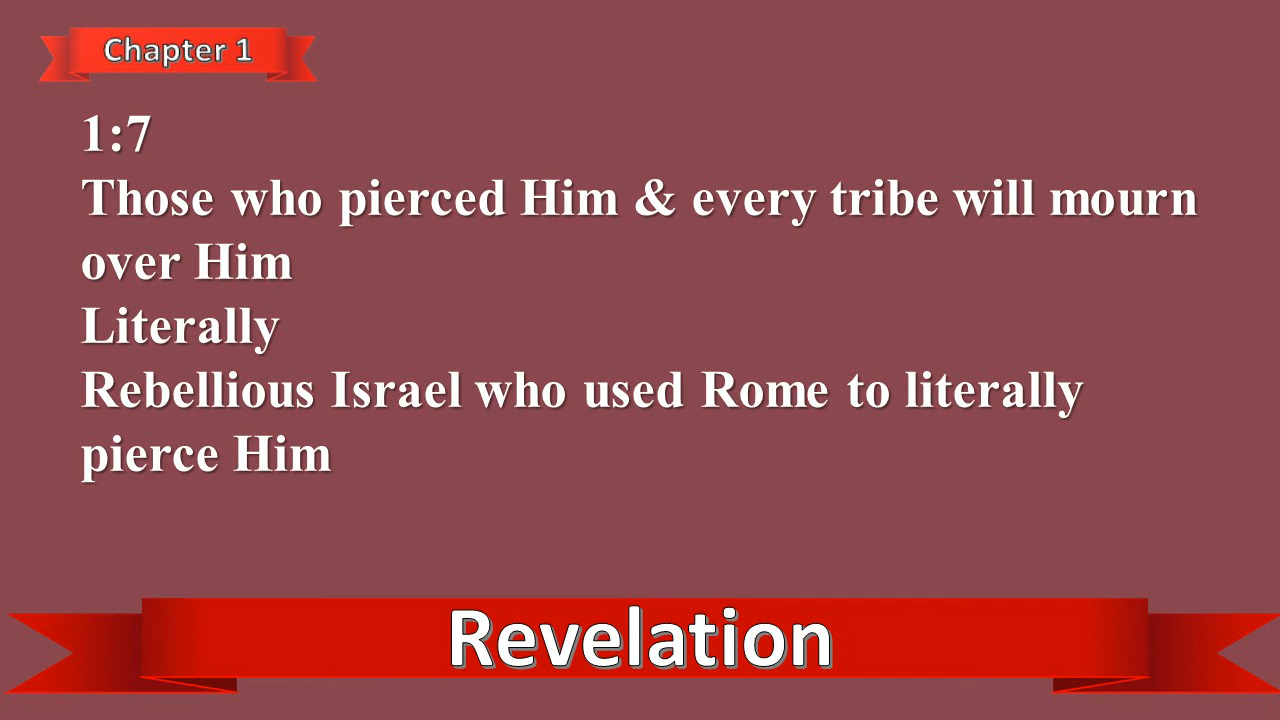 Chapter 1
1:7
Those who pierced Him & every tribe will mourn
over Him
Literally
Rebellious Israel who used Rome to literally
pierce Him
Revelation